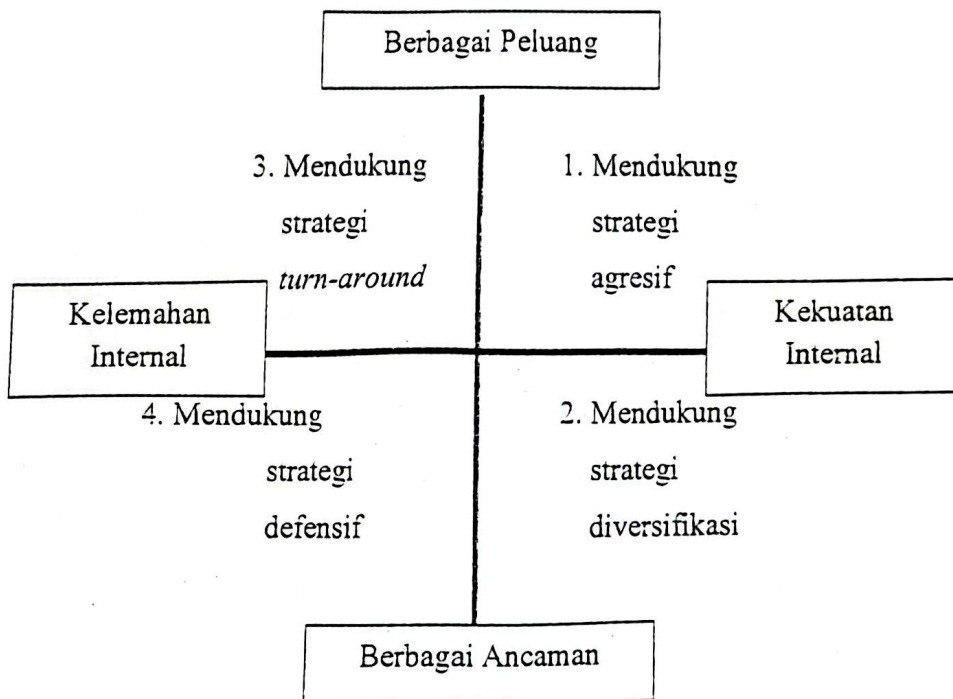 Berbagai Peluang
3. Mendukung
strategi
turn-around
1. Mendukung
strategi
agresif
Kelemahan
Internal
Kekuatan
Internal
4. Mendukung
strategi
defensif
2. Mendukung
strategi
diversifikasi
Berbagai Ancaman